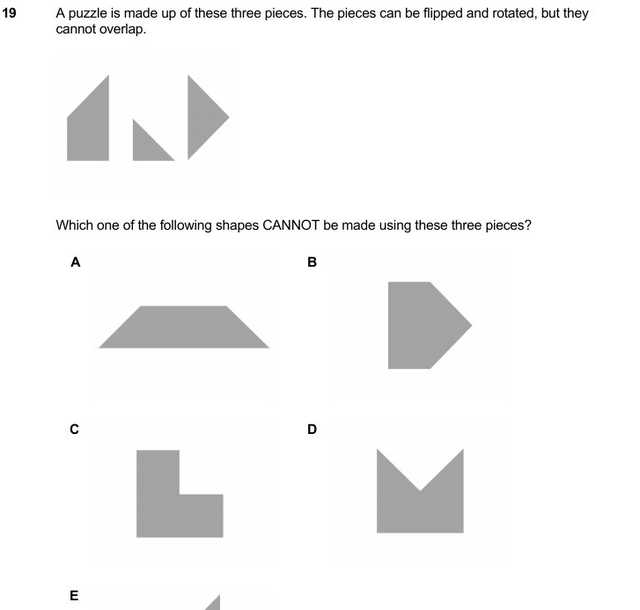 19 A puzzle is made up of these three pieces. The pieces can be flipped and rotated, but they
cannot overlap.
Which one of the following shapes CANNOT be made using these three pieces?
A B
C D
E